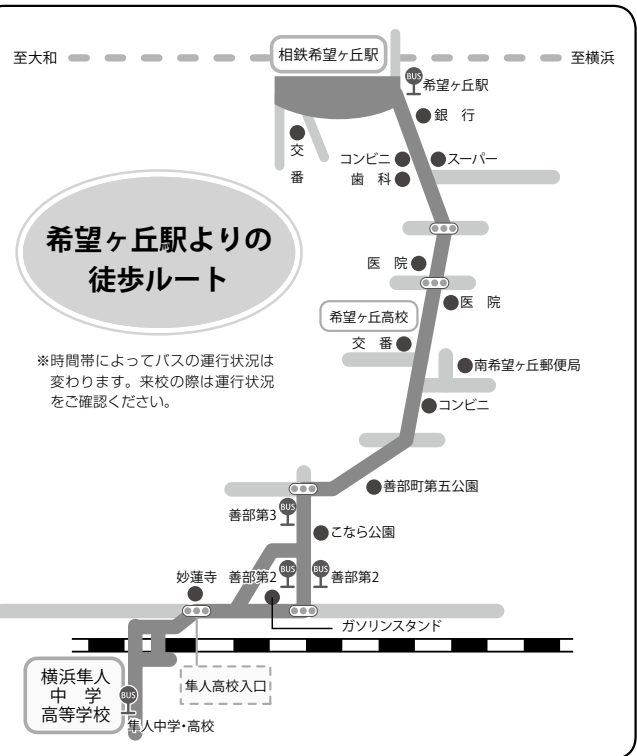 相鉄希望ヶ丘駅
至大和
至横浜
BUS
希望ヶ丘駅
銀 行
交
番
コンビニ
スーパー
歯 科
希望ヶ丘駅よりの
徒歩ルート
医 院
医 院
希望ヶ丘高校
交 番
※時間帯によってバスの運行状況は
変わります。来校の際は運行状況
をご確認ください。
南希望ヶ丘郵便局
コンビニ
善部町第五公園
BUS
善部第3
こなら公園
妙蓮寺
善部第2
BUS
BUS
善部第2
ガソリンスタンド
横浜隼人
中 学
高等学校
隼人高校入口
BUS
隼人中学・高校